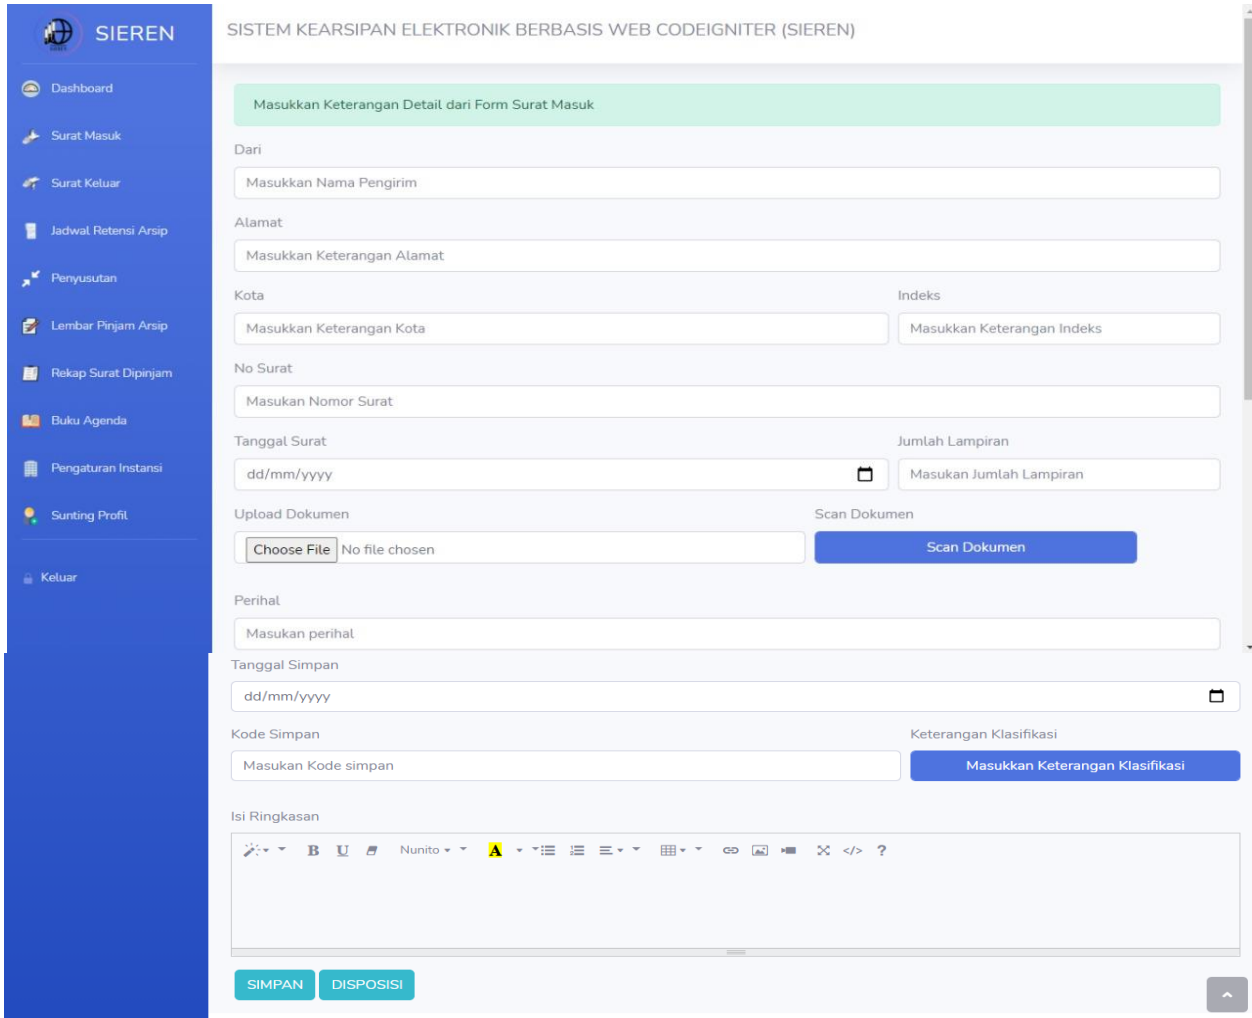 SIEREN
SISTEM KEARSIPAN ELEKTRONIK BERBASIS WEB CODEIGNITER (SIEREN)
Dashboard
Surat Masuk
Surat Keluar
Jadwal Retensi Arsip
Penyusutan
Lembar Pinjam Arsip
Rekap Surat Dipinjam
Buku Agenda
Pengaturan Instansi
Sunting Profil
Keluar
Masukkan Keterangan Detail dari Form Surat Masuk
Dari
Masukkan Nama Pengirim
Alamat
Masukkan Keterangan Alamat
Kota
Indeks
Masukkan Keterangan Kota
Masukkan Keterangan Indeks
No Surat
Masukan Nomor Surat
Tanggal Surat
Jumlah Lampiran
dd/mm/yyyy
Masukan Jumlah Lampiran
Upload Dokumen
Scan Dokumen
Choose File No file chosen
Scan Dokumen
Perihal
Masukan perihal
Tanggal Simpan
dd/mm/yyyy
Kode Simpan
Keterangan Klasifikasi
Masukan Kode simpan
Masukkan Keterangan Klasifikasi
Isi Ringkasan
B U Nunito A </> ?
SIMPAN DISPOSISI